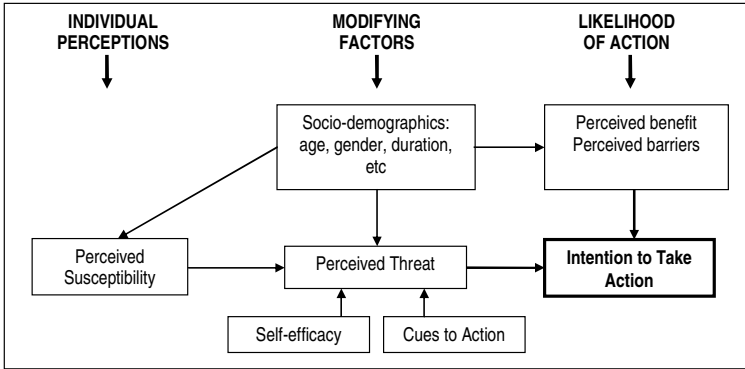 INDIVIDUAL
PERCEPTIONS
MODIFYING
FACTORS
LIKELIHOOD
OF ACTION
Socio-demographics:
age, gender, duration,
etc
Perceived benefit
Perceived barriers
Perceived
Susceptibility
Perceived Threat
Intention to Take
Action
Self-efficacy
Cues to Action